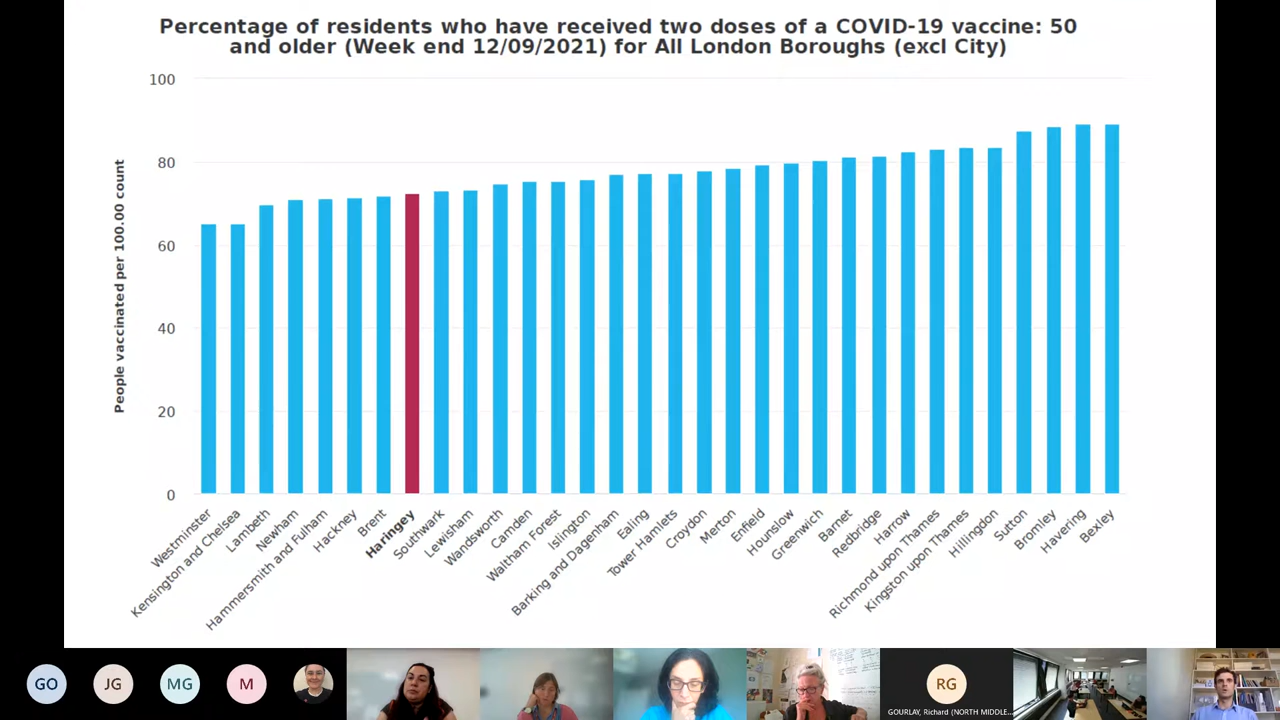 Percentage of residents who have received two doses of a COVID-19 vaccine: 50
and older (Week end 12/09/2021) for All London Boroughs (excl City)
People vaccinated per 100.00 count
100
80
60
40
20
0
Westminster
Kensington and Chelsea
Lambeth
Newham
Hammersmith and Fulham
Hackney
Brent
Haringey
Southwark
Lewisham
Wandsworth
Camden
Waltham Forest
Islington
Barking and Dagenham
Ealing
Tower Hamlets
Croydon
Merton
Enfield
Hounslow
Greenwich
Barnet
Redbridge
Harrow
Richmond upon Thames
Kingston upon Thames
Hillingdon
Sutton
Bromley
Havering
Bexley
GO
JG
MG
M
RG
GOURLAY, Richard (NORTH MIDDLE...